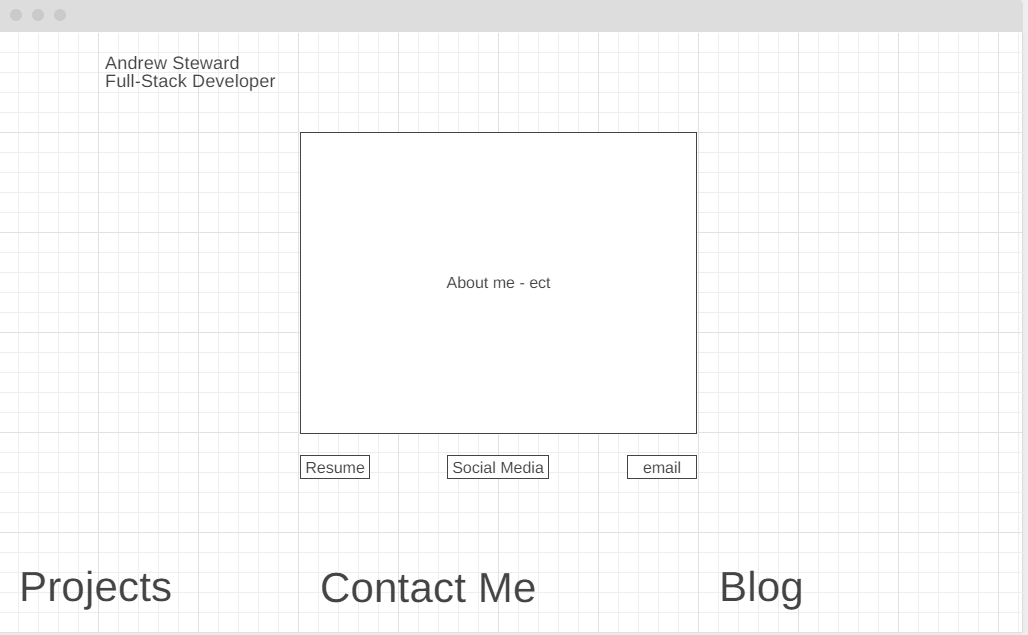 Andrew Steward
Full-Stack Developer
About me - ect
Resume
Social Media
email
Projects
Contact Me
Blog